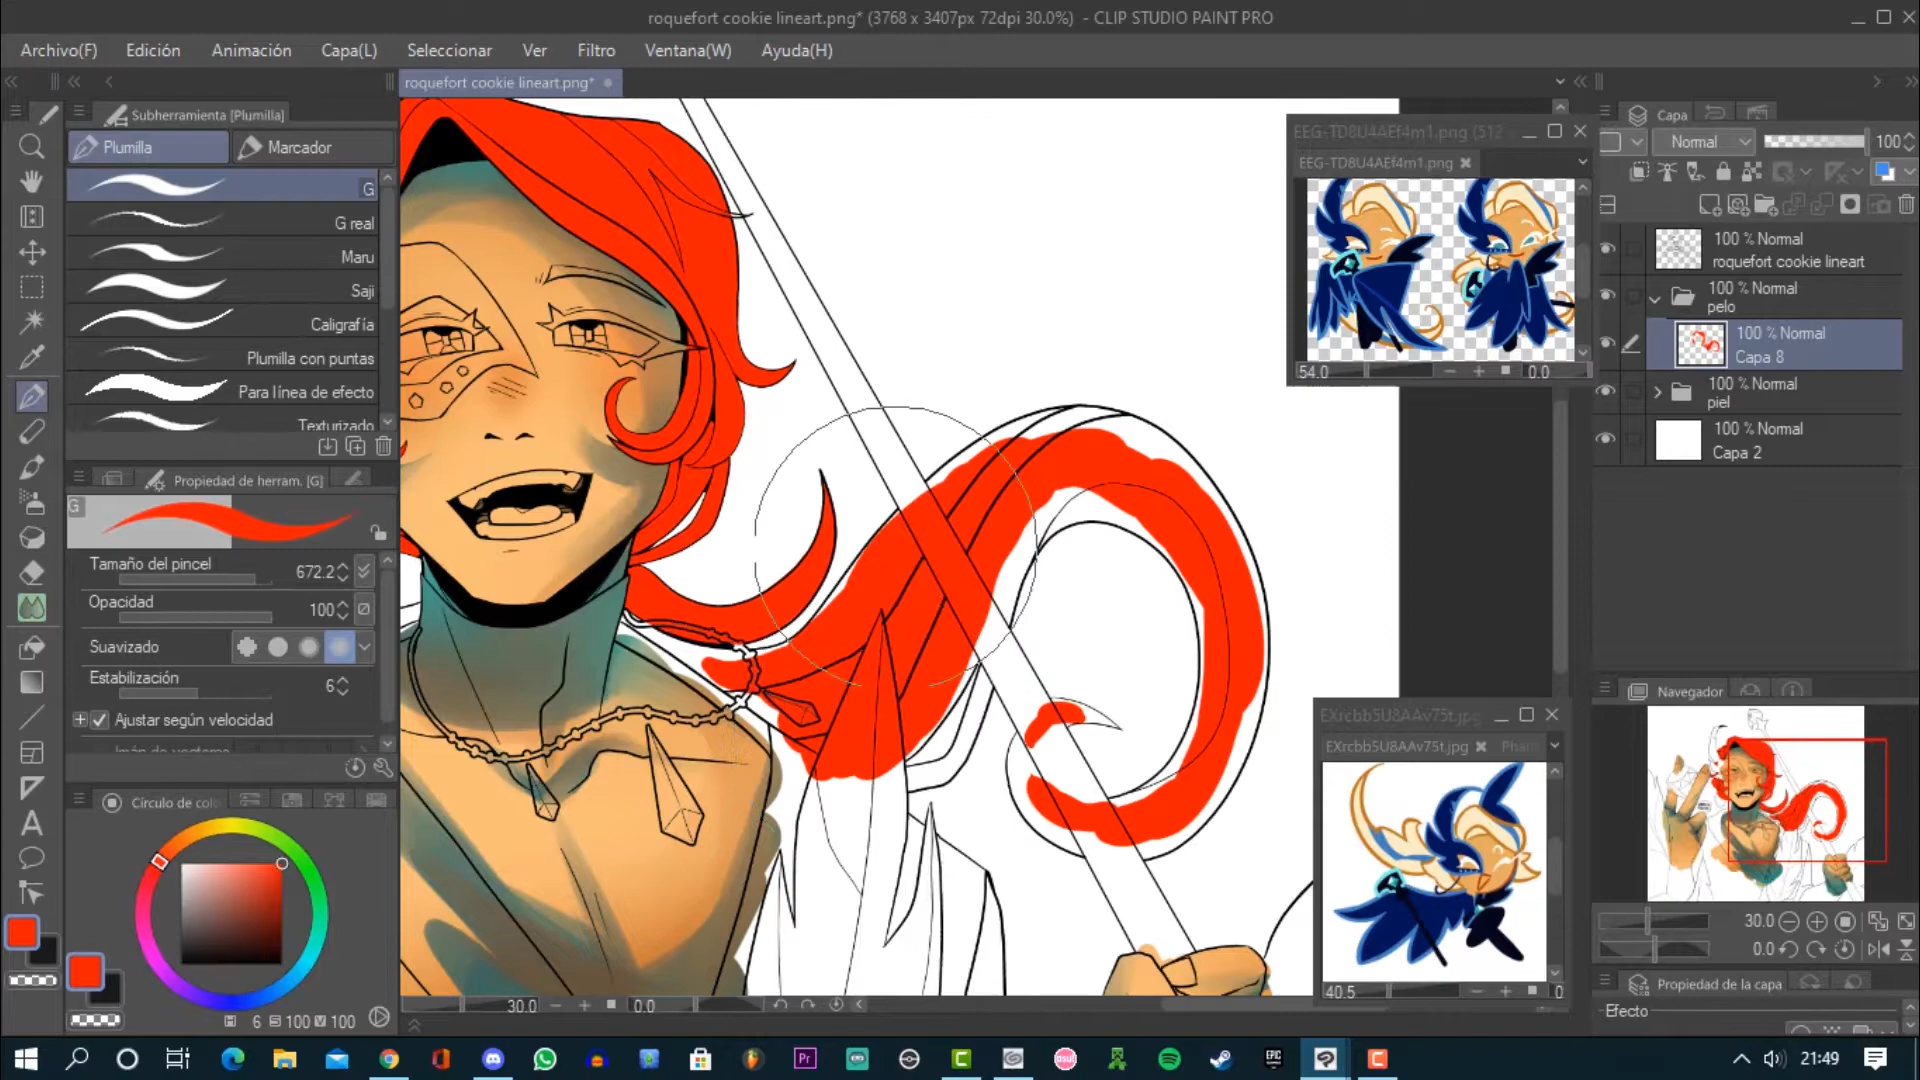 roquefort cookie lineart.png* (3768 x 3407px 72dpi 30.0%) - CLIP STUDIO PAINT PRO
Archivo(F) Edición Animación Capa(L) Seleccionar Ver Filtro Ventana(W) Ayuda(H)
roquefort cookie lineart.png*
Subherramienta [Plumilla]
Plumilla Marcador
G
G real
Maru
Saji
Caligrafía
Plumilla con puntas
Para línea de efecto
Texturizado
Propiedad de herram. [G]
G
Tamaño del pincel 672.2
Opacidad 100
Suavizado
Estabilización 6
Ajustar según velocidad
Imán de vectores
Círculo de colo
6 S 100 V 100
30.0 0.0
EEG-TD8U4AEf4m1.png (512
EEG-TD8U4AEf4m1.png
54.0 0.0
EXrcbb5U8AAv75t.jpg
EXrcbb5U8AAv75t.jpg
40.5 0
Capa
Normal 100
100 % Normal
roquefort cookie lineart
100 % Normal
pelo
100 % Normal
Capa 8
100 % Normal
piel
100 % Normal
Capa 2
Navegador
30.0
0.0
Propiedad de la capa
Efecto
Pr
osu!
EPIC
21:49